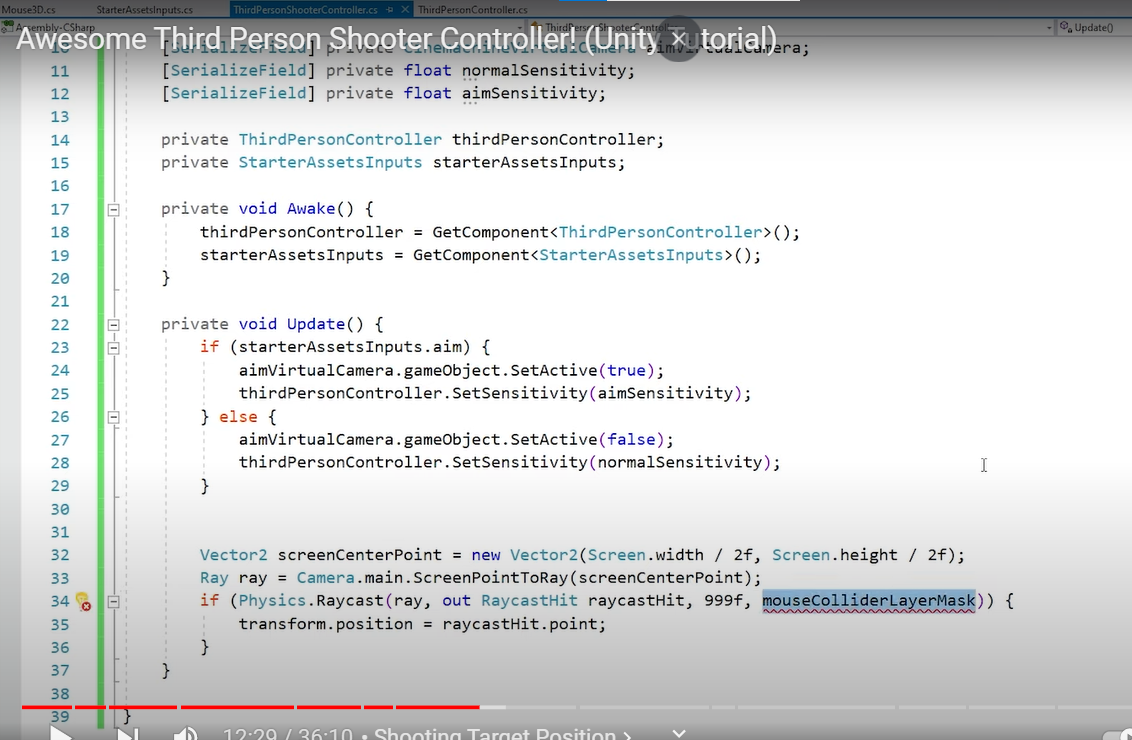 Mouse3D.cs StarterAssetsInputs.cs ThirdPersonShooterController.cs ThirdPersonController.cs
Assembly-CSharp ThirdPersonShooterControll Update()
Awesome Third Person Shooter Controller! (Unity Tutorial)
10 [SerializeField] private CinemachineVirtualCamera aimVirtualCamera;
11 [SerializeField] private float normalSensitivity;
12 [SerializeField] private float aimSensitivity;
13
14 private ThirdPersonController thirdPersonController;
15 private StarterAssetsInputs starterAssetsInputs;
16
17 private void Awake() {
18 thirdPersonController = GetComponent<ThirdPersonController>();
19 starterAssetsInputs = GetComponent<StarterAssetsInputs>();
20 }
21
22 private void Update() {
23 if (starterAssetsInputs.aim) {
24 aimVirtualCamera.gameObject.SetActive(true);
25 thirdPersonController.SetSensitivity(aimSensitivity);
26 } else {
27 aimVirtualCamera.gameObject.SetActive(false);
28 thirdPersonController.SetSensitivity(normalSensitivity);
29 }
30
31
32 Vector2 screenCenterPoint = new Vector2(Screen.width / 2f, Screen.height / 2f);
33 Ray ray = Camera.main.ScreenPointToRay(screenCenterPoint);
34 if (Physics.Raycast(ray, out RaycastHit raycastHit, 999f, mouseColliderLayerMask)) {
35 transform.position = raycastHit.point;
36 }
37 }
38
39 }
12:29 / 36:10 • Shooting Target Position >